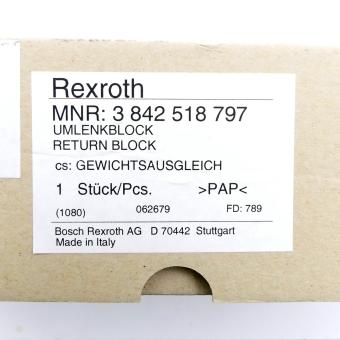 Rexroth
MNR: 3 842 518 797
UMLENKBLOCK
RETURN BLOCK
cs: GEWICHTSAUSGLEICH
1 Stück/Pcs. >PAP<
(1080) 062679 FD: 789
Bosch Rexroth AG D 70442 Stuttgart
Made in Italy